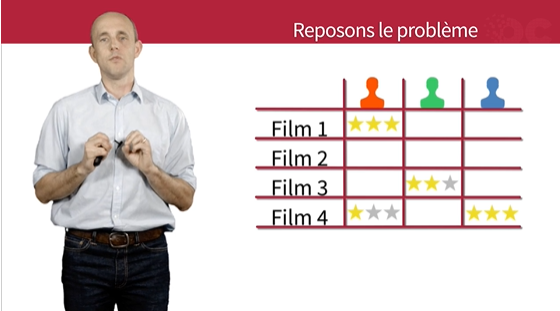 Reposons le problème
Film 1
Film 2
Film 3
Film 4